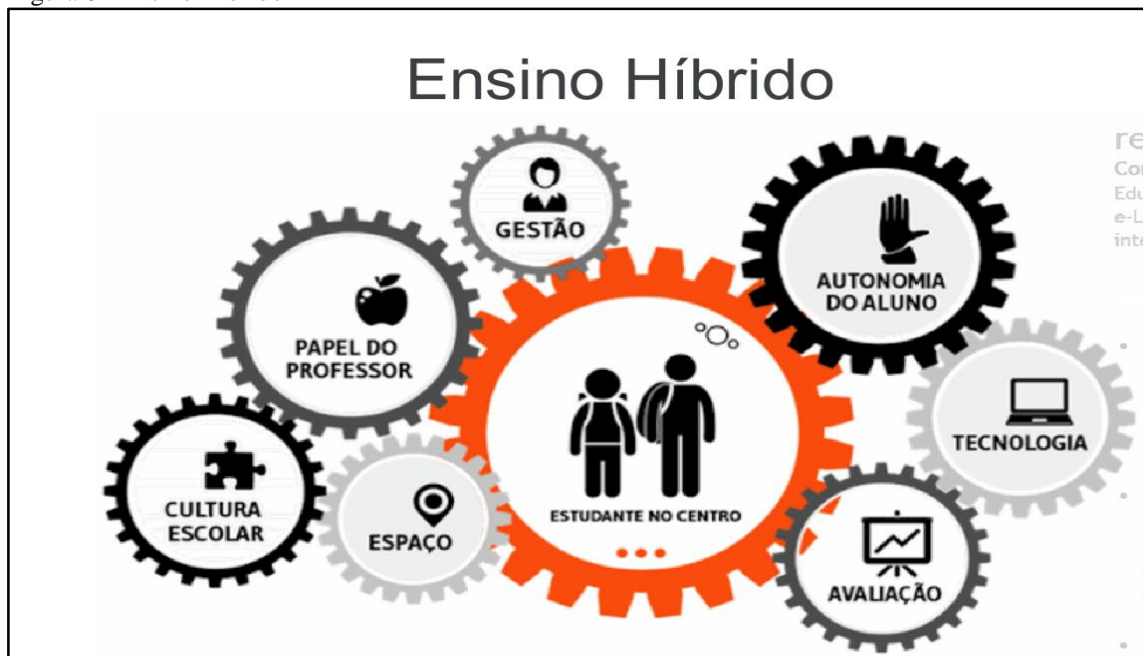 Ensino Híbrido
GESTÃO
AUTONOMIA
DO ALUNO
PAPEL DO
PROFESSOR
TECNOLOGIA
CULTURA
ESCOLAR
ESPAÇO
ESTUDANTE NO CENTRO
AVALIAÇÃO